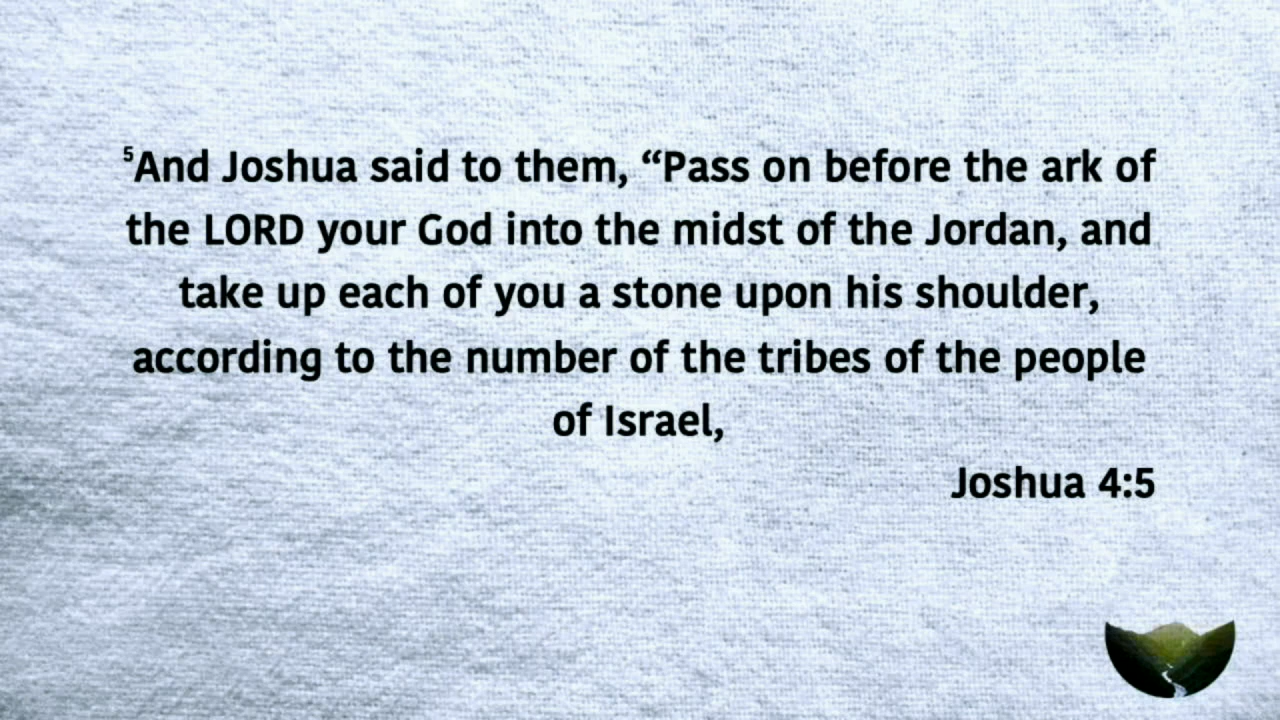 ⁵And Joshua said to them, “Pass on before the ark of
the LORD your God into the midst of the Jordan, and
take up each of you a stone upon his shoulder,
according to the number of the tribes of the people
of Israel,
Joshua 4:5